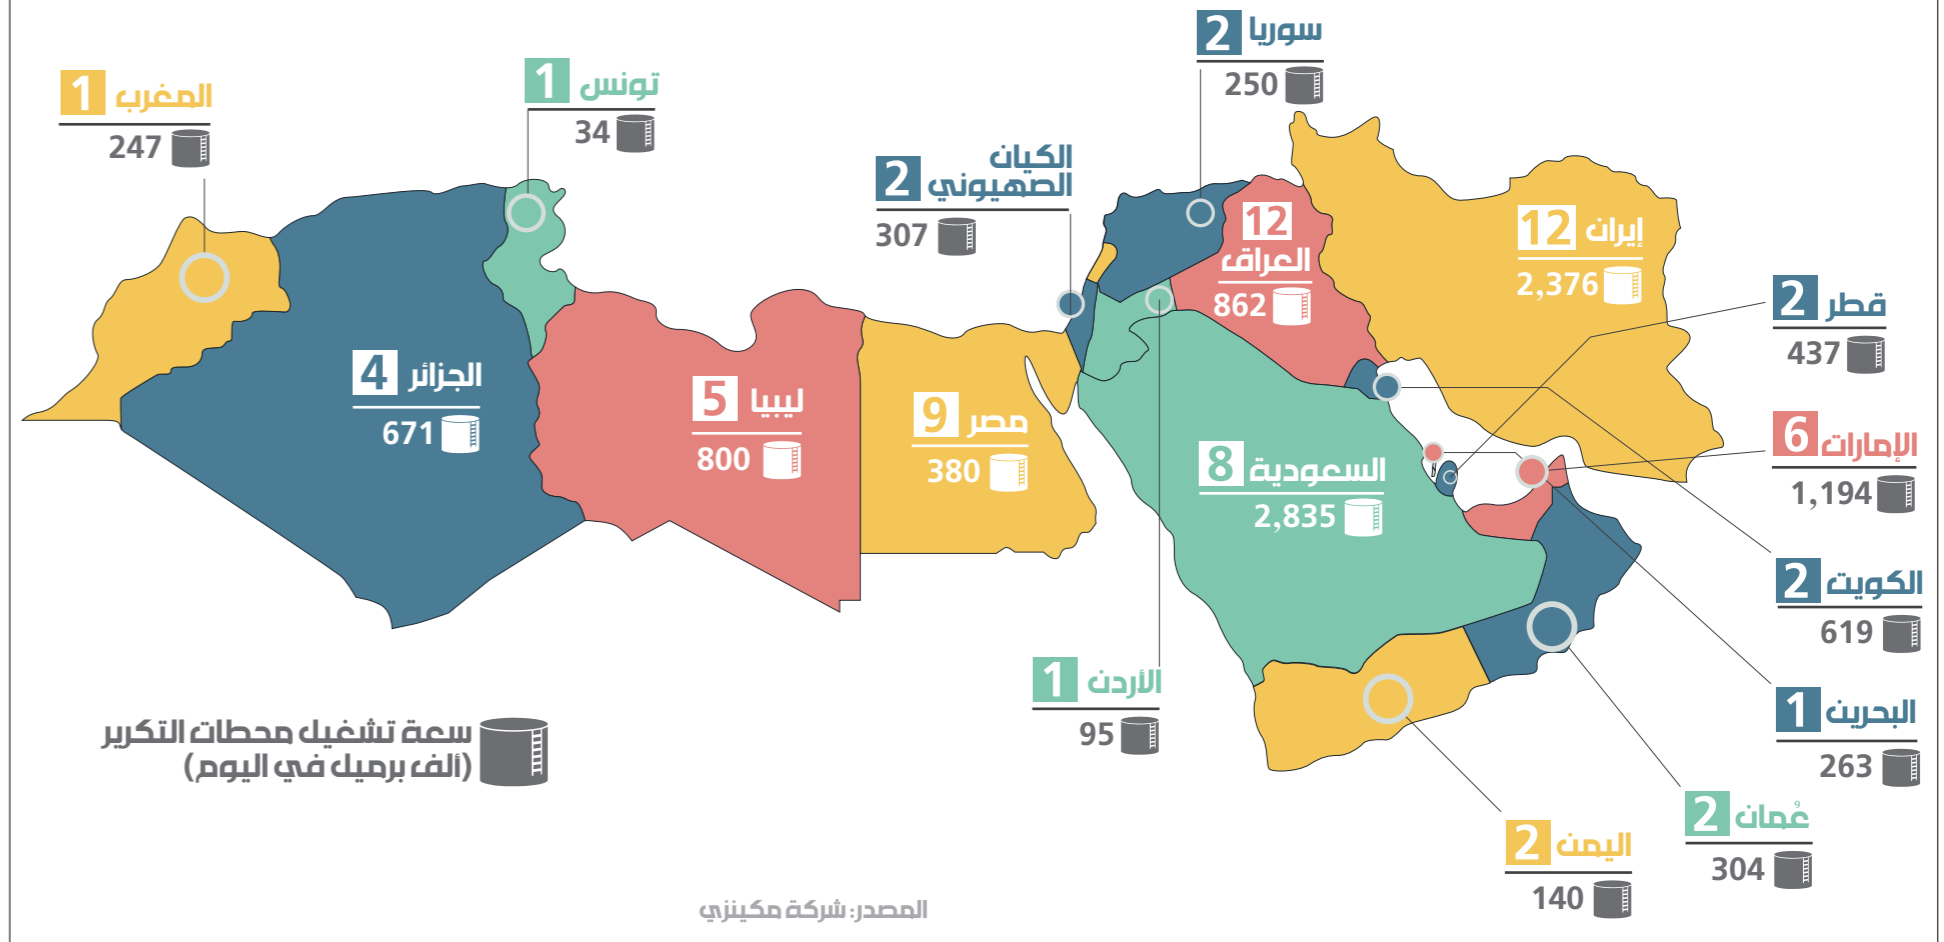 سوريا 2
250
تونس 1
34
المغرب 1
247
الكيان
الصهيوني 2
307
12
العراق
862
إيران 12
2,376
قطر 2
437
الجزائر 4
671
ليبيا 5
800
مصر 9
380
السعودية 8
2,835
الإمارات 6
1,194
الكويت 2
619
الأردن 1
95
البحرين 1
263
عُمان 2
304
اليمن 2
140
سعة تشغيل محطات التكرير
(ألف برميل في اليوم)
المصدر: شركة مكينزي